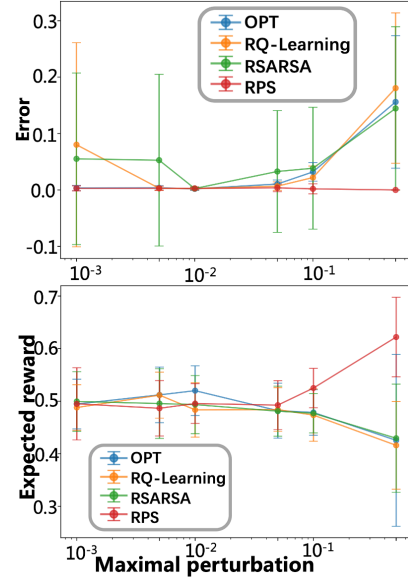 0.3
0.2
0.1
0.0
-0.1
Error
OPT
RQ-Learning
RSARSA
RPS
10⁻³
10⁻²
10⁻¹
0.7
0.6
0.5
0.4
0.3
Expected reward
OPT
RQ-Learning
RSARSA
RPS
10⁻³
10⁻²
10⁻¹
Maximal perturbation